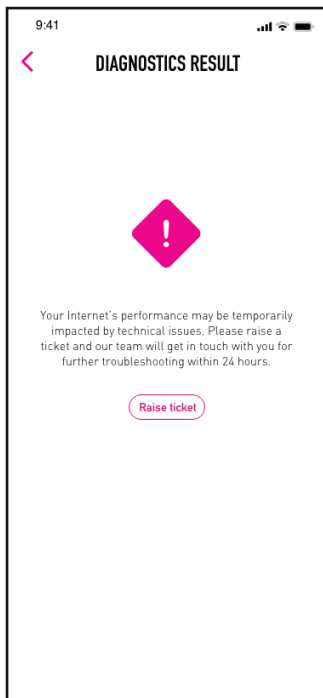 9:41
DIAGNOSTICS RESULT
!
Your Internet's performance may be temporarily
impacted by technical issues. Please raise a
ticket and our team will get in touch with you for
further troubleshooting within 24 hours.
Raise ticket